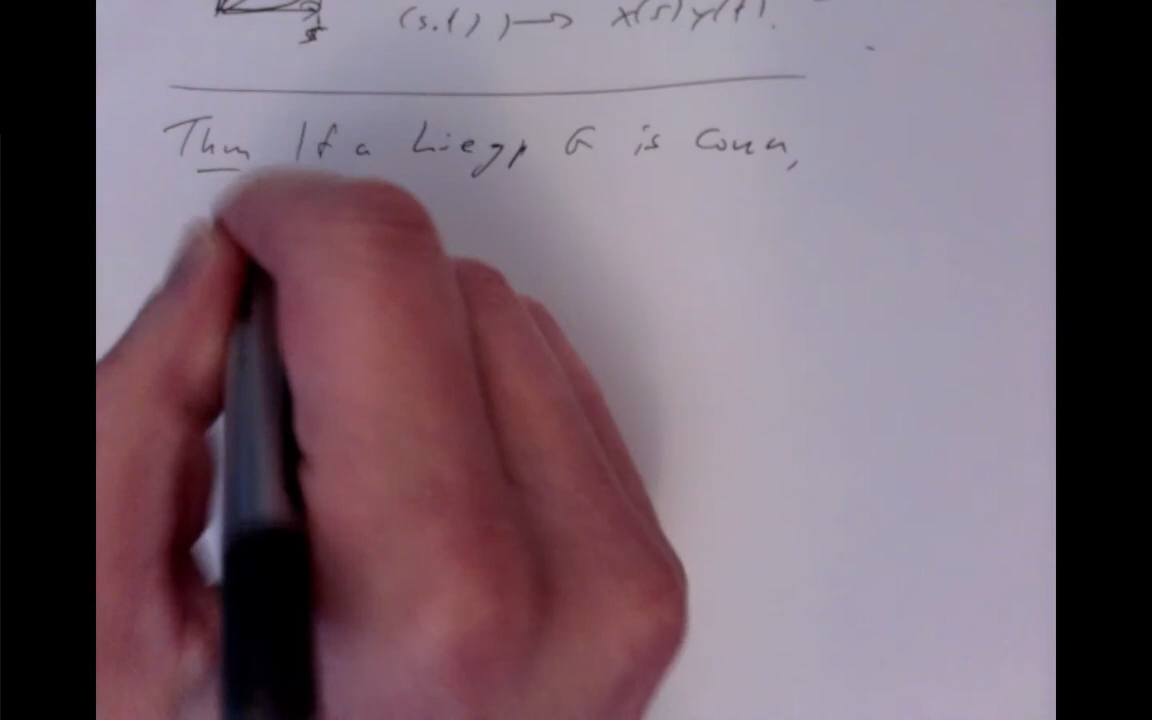 s (s,t) ↦ x(s)y(t).
Thm If a Lie gp G is conn,